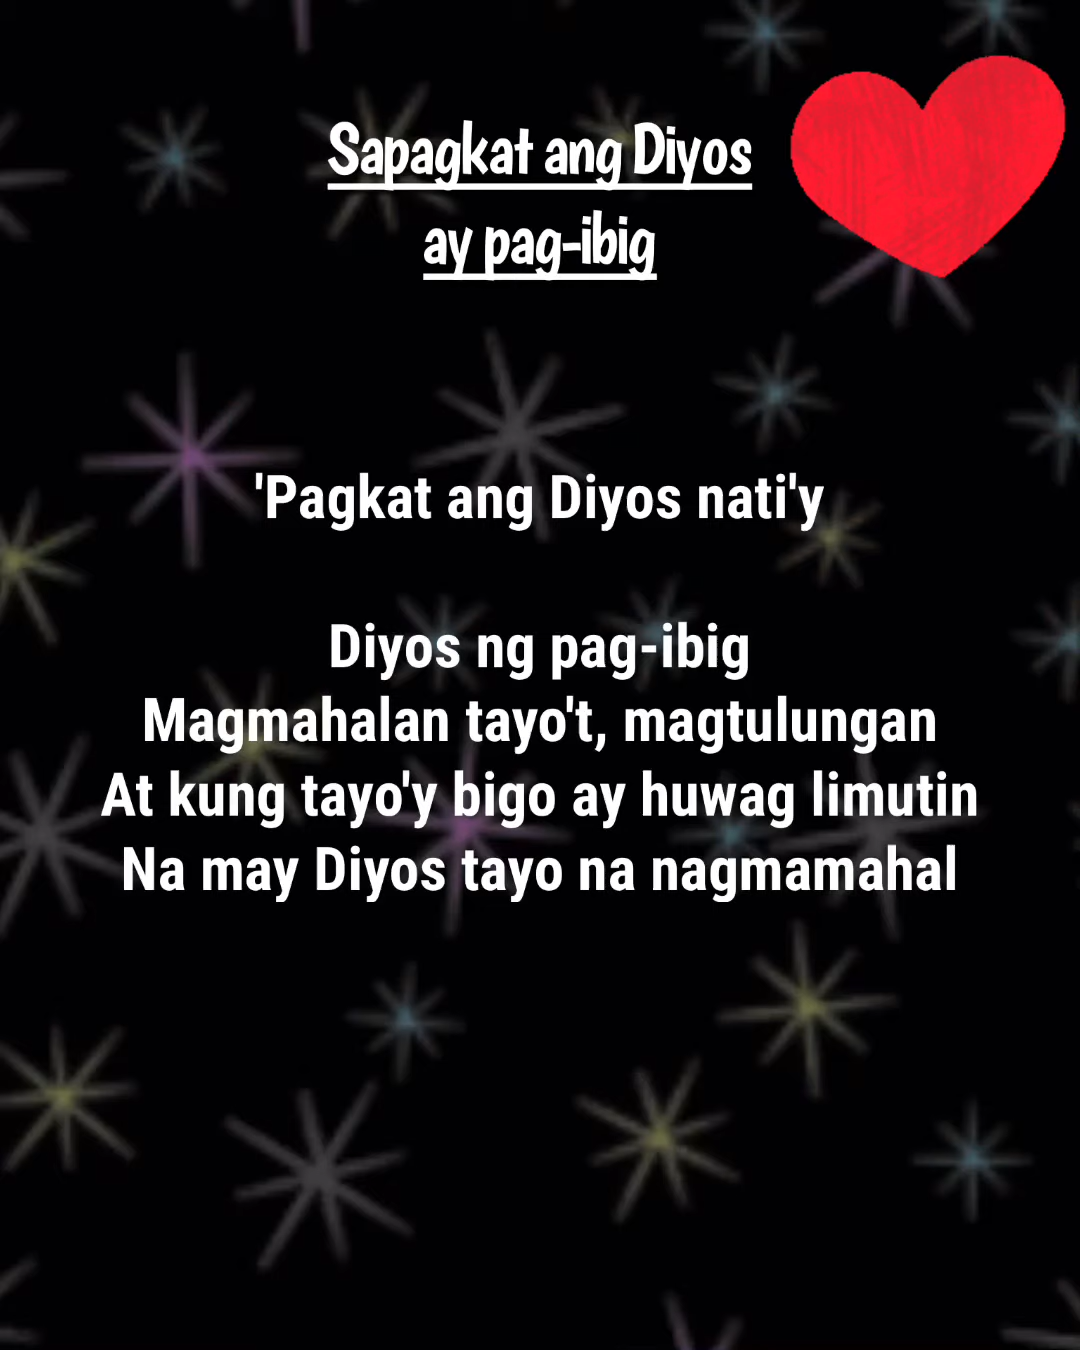 Sapagkat ang Diyos
ay pag-ibig
'Pagkat ang Diyos nati'y
Diyos ng pag-ibig
Magmahalan tayo't, magtulungan
At kung tayo'y bigo ay huwag limutin
Na may Diyos tayo na nagmamahal